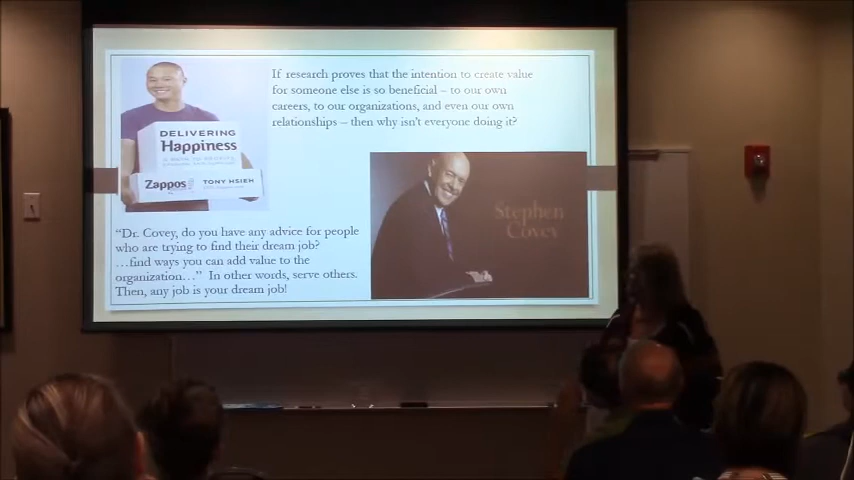 If research proves that the intention to create value
for someone else is so beneficial – to our own
careers, to our organizations, and even our own
relationships – then why isn't everyone doing it?
DELIVERING
Happiness
Zappos TONY HSIEH
Stephen
Covey
"Dr. Covey, do you have any advice for people
who are trying to find their dream job?
…find ways you can add value to the
organization…" In other words, serve others.
Then, any job is your dream job!